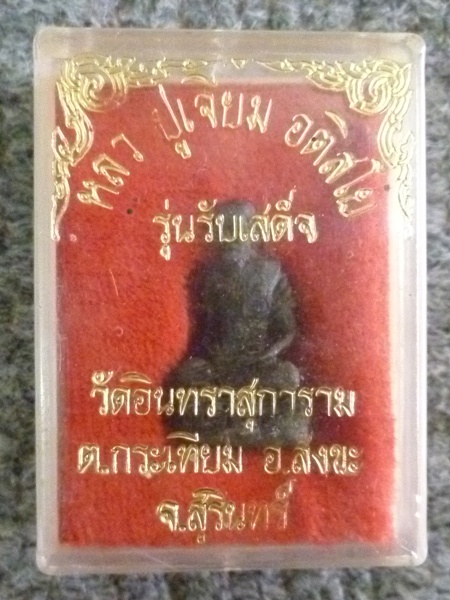 หลวงปู่เจียม อติสโย
รุ่นรับเสด็จ
วัดอินทราสุการาม
ต.กระเทียม อ.สังขะ
จ.สุรินทร์